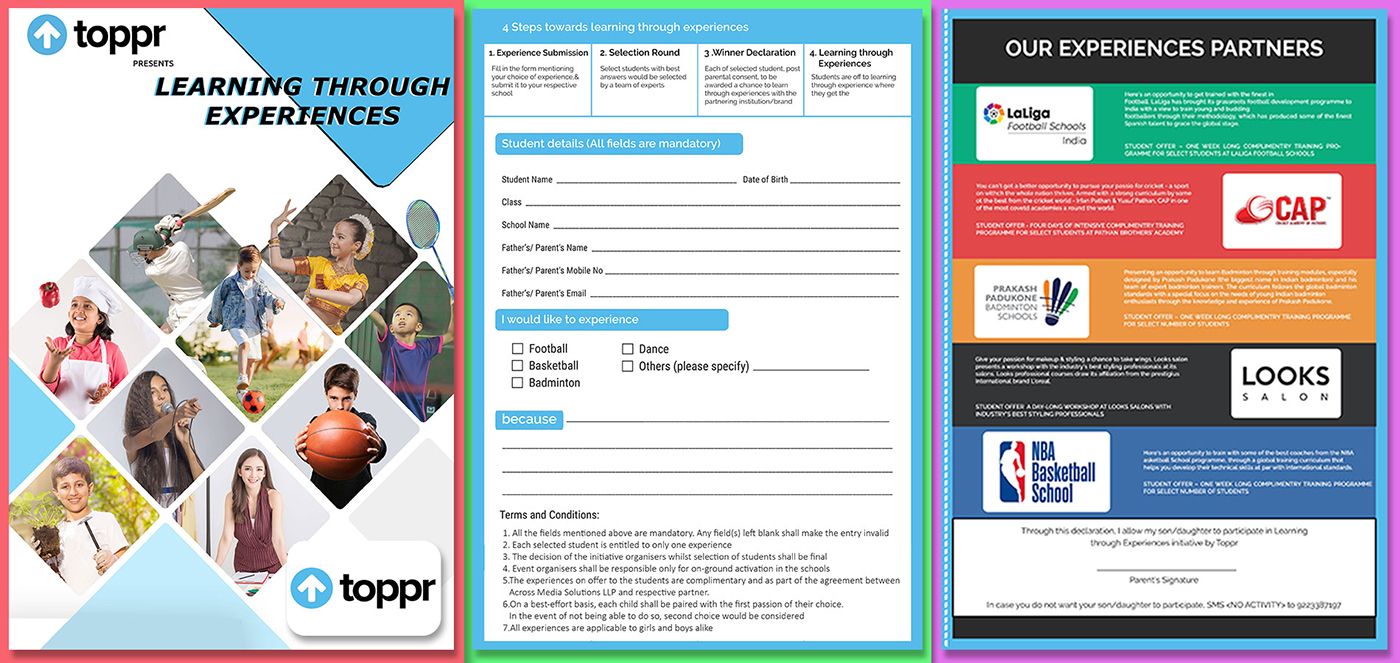 toppr
PRESENTS
LEARNING THROUGH
EXPERIENCES
toppr
4 Steps towards learning through experiences
1. Experience Submission
Fill in the form mentioning
your choice of experience,&
submit it to your respective
school
2. Selection Round
Select students with best
answers would be selected
by a team of experts
3 .Winner Declaration
Each of selected student, post
parental consent, to be
awarded a chance to learn
through experiences with the
partnering institution/brand
4. Learning through
Experiences
Students are off to learning
through experience where
they get the
Student details (All fields are mandatory)
Student Name Date of Birth
Class
School Name
Father's/ Parent's Name
Father's/ Parent's Mobile No
Father's/ Parent's Email
I would like to experience
Football Dance
Basketball Others (please specify)
Badminton
because
Terms and Conditions:
1. All the fields mentioned above are mandatory. Any field(s) left blank shall make the entry invalid
2. Each selected student is entitled to only one experience
3. The decision of the initiative organisers whilst selection of students shall be final
4. Event organisers shall be responsible only for on-ground activation in the schools
5.The experiences on offer to the students are complimentary and as part of the agreement between
Across Media Solutions LLP and respective partner.
6.On a best-effort basis, each child shall be paired with the first passion of their choice.
In the event of not being able to do so, second choice would be considered
7.All experiences are applicable to girls and boys alike
OUR EXPERIENCES PARTNERS
LaLiga
Football Schools
India
Here's an opportunity to get trained with the finest in
Football. LaLiga has brought its grassroots football development programme to
India with a view to train young and budding
footballers through their methodology, which has produced some of the finest
Spanish talent to grace the global stage.
STUDENT OFFER - ONE WEEK LONG COMPLIMENTRY TRAINING PRO-
GRAMME FOR SELECT STUDENTS AT LALIGA FOOTBALL SCHOOLS
You can't get a better opportunity to pursue your passio for cricket - a sport
on witihch the whole nation thrives. Armed with a strong curriculum by some
of the best from the cricket world - Irfan Pathan & Yusuf Pathan, CAP in one
of the most covetd academies a round the world.
STUDENT OFFER - FOUR DAYS OF INTENSIVE COMPLIMENTRY TRAINING
PROGRAMME FOR SELECT STUDENTS AT PATHAN BROTHERS' ACADEMY
CAP™
PRAKASH
PADUKONE
BADMINTON
SCHOOLS
Presenting an opportunity to learn Badminton through training modules, especially
designed by Prakash Padukone (the biggest name in Indian badminton) and his
team of expert badminton trainers. The curriculum follows the global badminton
standards with a special focus on the needs of young Indian badminton
enthusiasts through the knowledge and experience of Prakash Padukone.
STUDENT OFFER - ONE WEEK LONG COMPLIMENTRY TRAINING PROGRAMME
FOR SELECT NUMBER OF STUDENTS
Give your passion for makeup & styling a chance to take wings. Looks salon
presents a workshop with the industry's best styling professionals at its
salons. Looks professional courses draw its affiliation from the prestigius
international brand L'oreal.
STUDENT OFFER A DAY-LONG WORKSHOP AT LOOKS SALONS WITH
INDUSTRY'S BEST STYLING PROFESSIONALS
LOOKS
SALON
NBA
Basketball
School
Here's an opportunity to train with some of the best coaches from the NBA
asketball School programme, through a global training curriculum that
helps you develop their technical skills at par with international standards.
STUDENT OFFER - ONE WEEK LONG COMPLIMENTRY TRAINING PROGRAMME
FOR SELECT NUMBER OF STUDENTS
Through this declaration, I allow my son/daughter to participate in Learning
through Experiences initiative by Toppr
Parent's Signature
In case you do not want your son/daughter to participate, SMS <NO ACTIVITY> to 9223387197